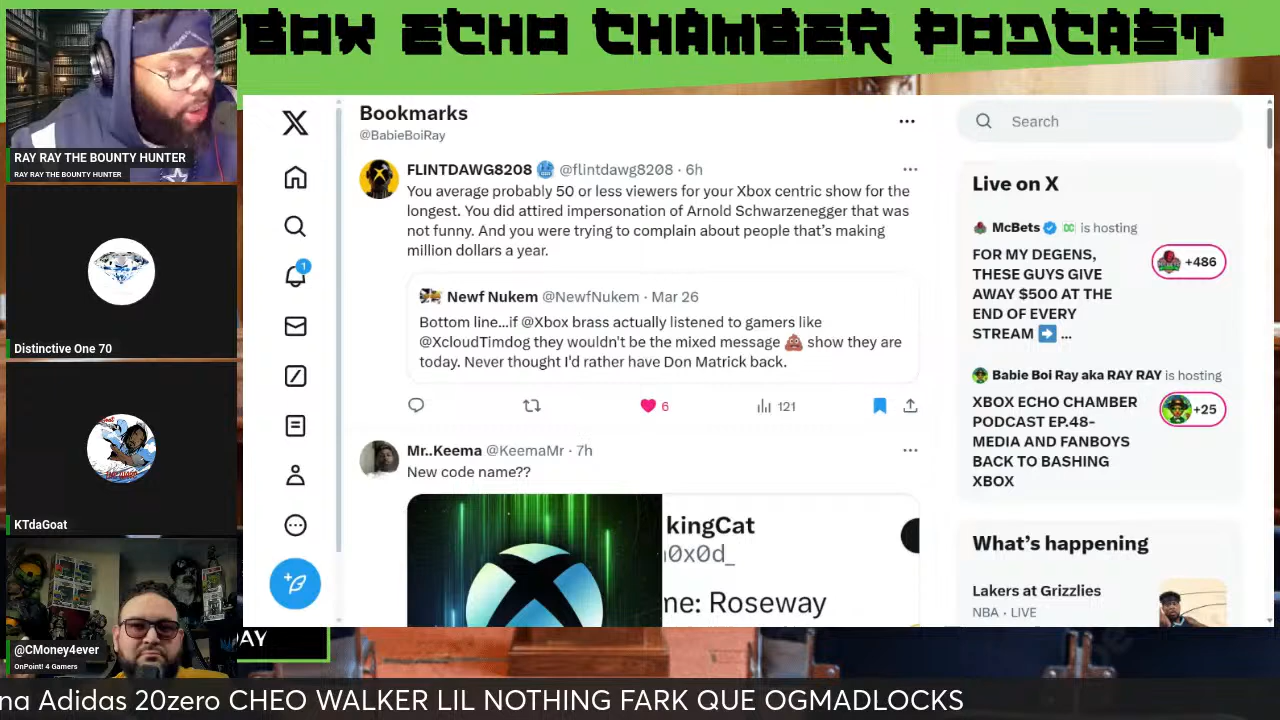 BOX ECHO CHAMBER PODCAST
RAY RAY THE BOUNTY HUNTER
RAY RAY THE BOUNTY HUNTER
Distinctive One 70
KTdaGoat
@CMoney4ever
OnPoint! 4 Gamers
Bookmarks
@BabieBoiRay
FLINTDAWG8208 @flintdawg8208 · 6h
You average probably 50 or less viewers for your Xbox centric show for the
longest. You did attired impersonation of Arnold Schwarzenegger that was
not funny. And you were trying to complain about people that's making
million dollars a year.
Newf Nukem @NewfNukem · Mar 26
Bottom line...if @Xbox brass actually listened to gamers like
@XcloudTimdog they wouldn't be the mixed message 💩 show they are
today. Never thought I'd rather have Don Matrick back.
6
121
Mr..Keema @KeemaMr · 7h
New code name??
kingCat
n0x0d_
me: Roseway
1
Search
Live on X
McBets is hosting
FOR MY DEGENS,
THESE GUYS GIVE
AWAY $500 AT THE
END OF EVERY
STREAM ➡️ ...
+486
Babie Boi Ray aka RAY RAY is hosting
XBOX ECHO CHAMBER
PODCAST EP.48-
MEDIA AND FANBOYS
BACK TO BASHING
XBOX
+25
What's happening
Lakers at Grizzlies
NBA · LIVE
AY
na Adidas 20zero CHEO WALKER LIL NOTHING FARK QUE OGMADLOCKS